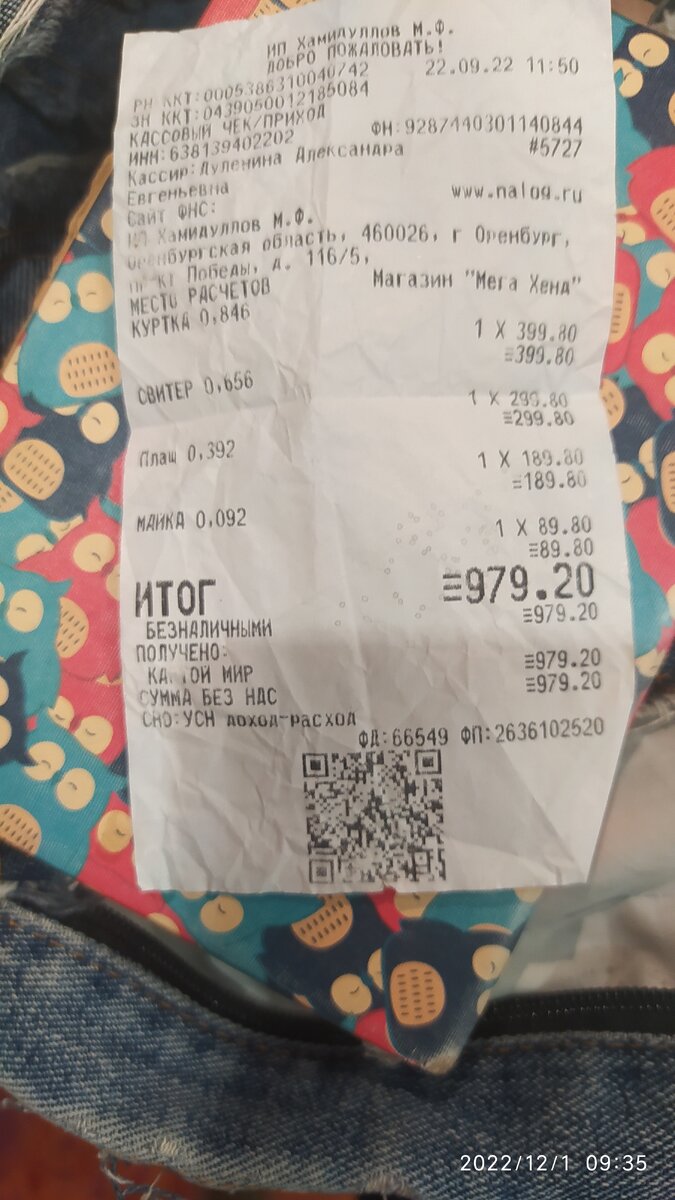 ИП Хамидуллов М.Ф.
ДОБРО ПОЖАЛОВАТЬ!
РН ККТ:0005386310040742 22.09.22 11:50
ЗН ККТ:0439050012185084
КАССОВЫЙ ЧЕК/ПРИХОД
ИНН:638139402202 ФН:9287440301140844
Кассир:Дуленина Александра #5727
Евгеньевна
Сайт ФНС: www.nalog.ru
ИП Хамидуллов М.Ф.
Оренбургская область, 460026, г Оренбург,
пр-кт Победы, д. 116/5,
МЕСТО РАСЧЕТОВ Магазин "Мега Хенд"
КУРТКА 0,846
1 X 399.80
≡399.80
СВИТЕР 0,656
1 X 299.80
≡299.80
Плащ 0,392
1 X 189.80
≡189.80
МАЙКА 0,092
1 X 89.80
≡89.80
ИТОГ ≡979.20
БЕЗНАЛИЧНЫМИ ≡979.20
ПОЛУЧЕНО:
КАРТОЙ МИР ≡979.20
СУММА БЕЗ НДС ≡979.20
СНО:УСН доход-расход
ФД:66549 ФП:2636102520
2022/12/1 09:35